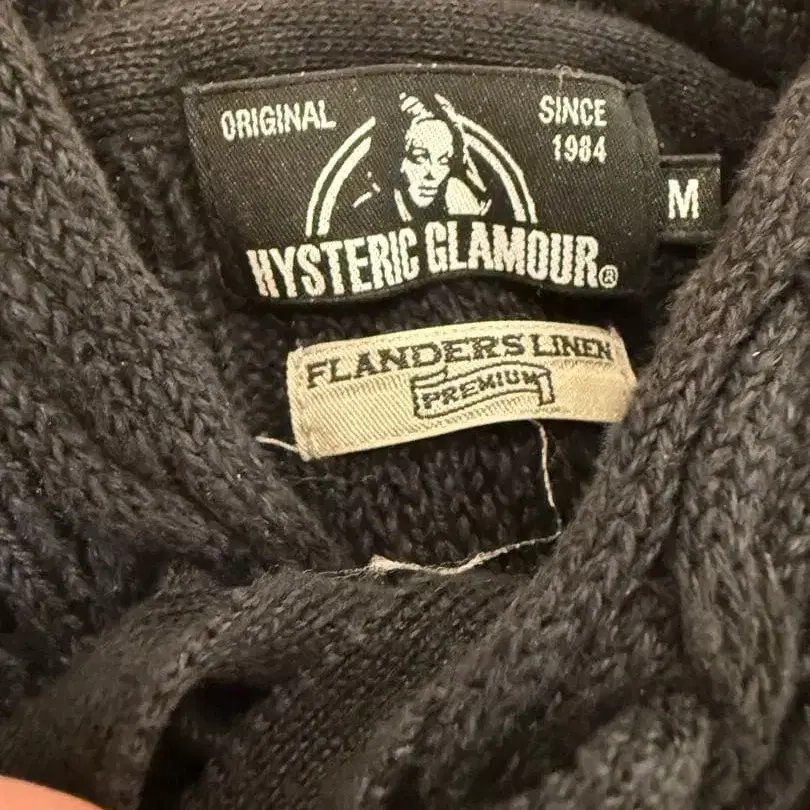 ORIGINAL
SINCE
1984
M
HYSTERIC GLAMOUR®
FLANDERS LINEN
PREMIUM